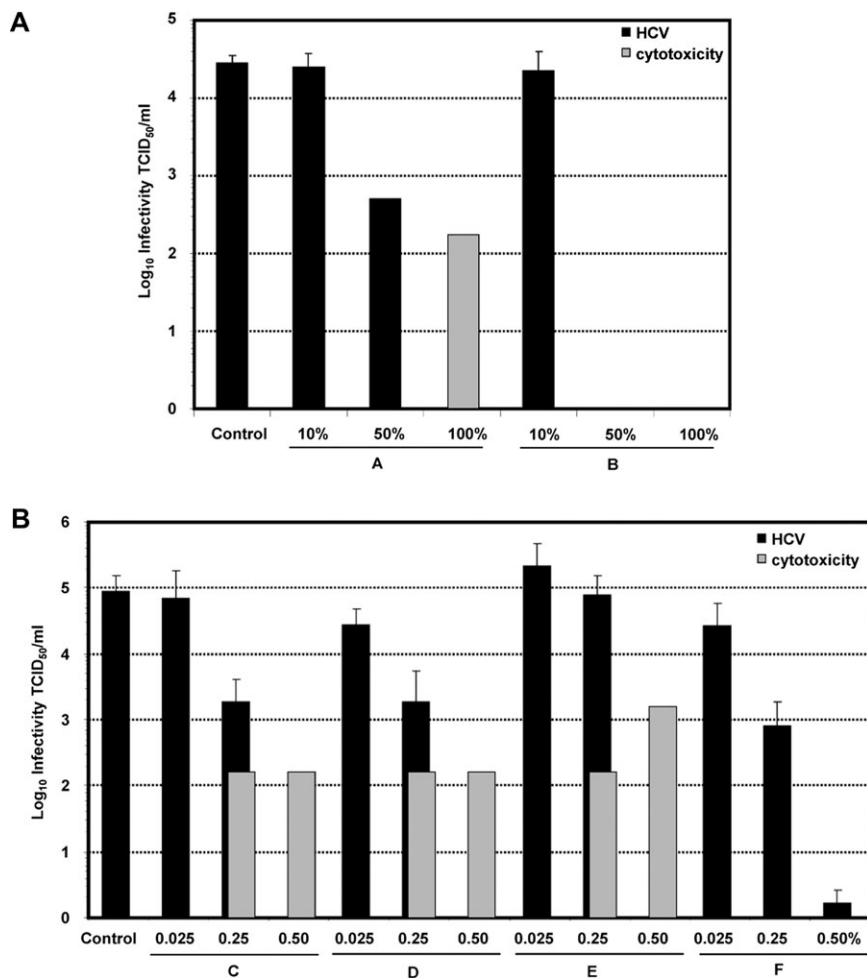 A
HCV
cytotoxicity
Log₁₀ Infectivity TCID₅₀/ml
5
4
3
2
1
0
Control 10% 50% 100% 10% 50% 100%
A B
B
HCV
cytotoxicity
Log₁₀ Infectivity TCID₅₀/ml
6
5
4
3
2
1
0
Control 0.025 0.25 0.50 0.025 0.25 0.50 0.025 0.25 0.50 0.025 0.25 0.50%
C D E F